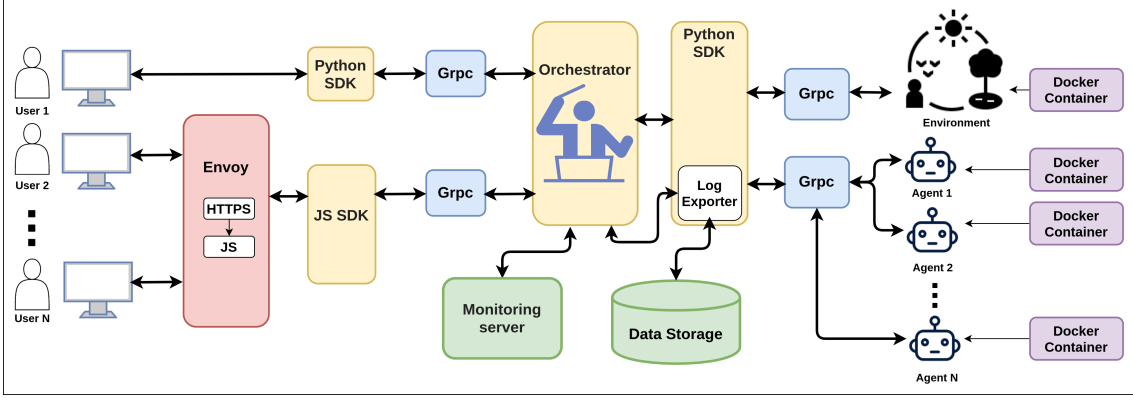 User 1
User 2
User N
Envoy
HTTPS
JS
Python
SDK
JS SDK
Grpc
Grpc
Orchestrator
Monitoring
server
Python
SDK
Log
Exporter
Data Storage
Grpc
Grpc
Environment
Agent 1
Agent 2
Agent N
Docker
Container
Docker
Container
Docker
Container
Docker
Container